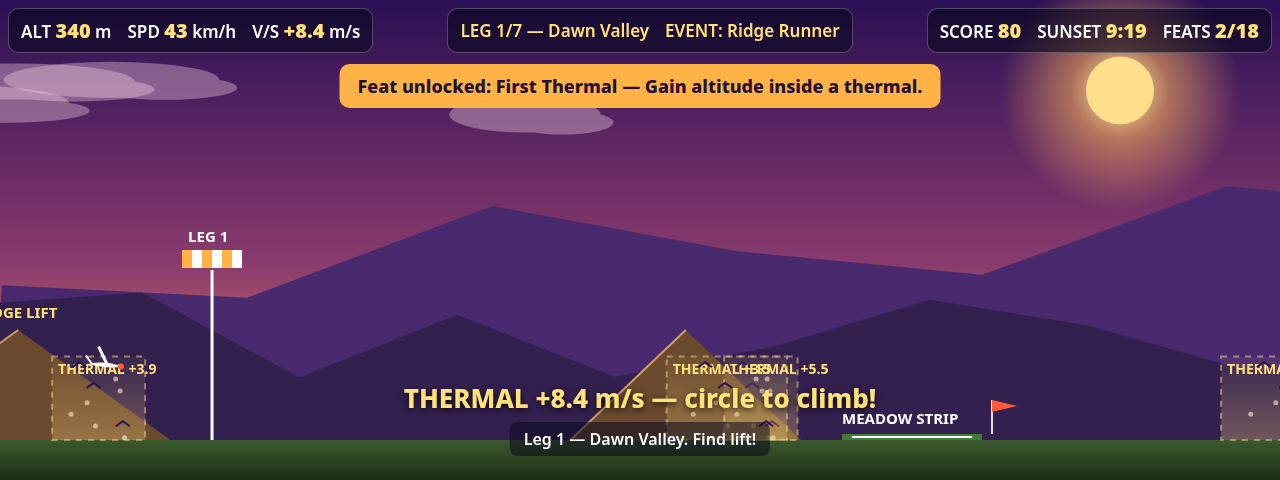 ALT 340 m SPD 43 km/h V/S +8.4 m/s
LEG 1/7 — Dawn Valley EVENT: Ridge Runner
SCORE 80 SUNSET 9:19 FEATS 2/18
Feat unlocked: First Thermal — Gain altitude inside a thermal.
LEG 1
LIFT
THERMAL +3.9
THERMAL
THERMAL +5.5
THERMAL +8.4 m/s — circle to climb!
MEADOW STRIP
Leg 1 — Dawn Valley. Find lift!